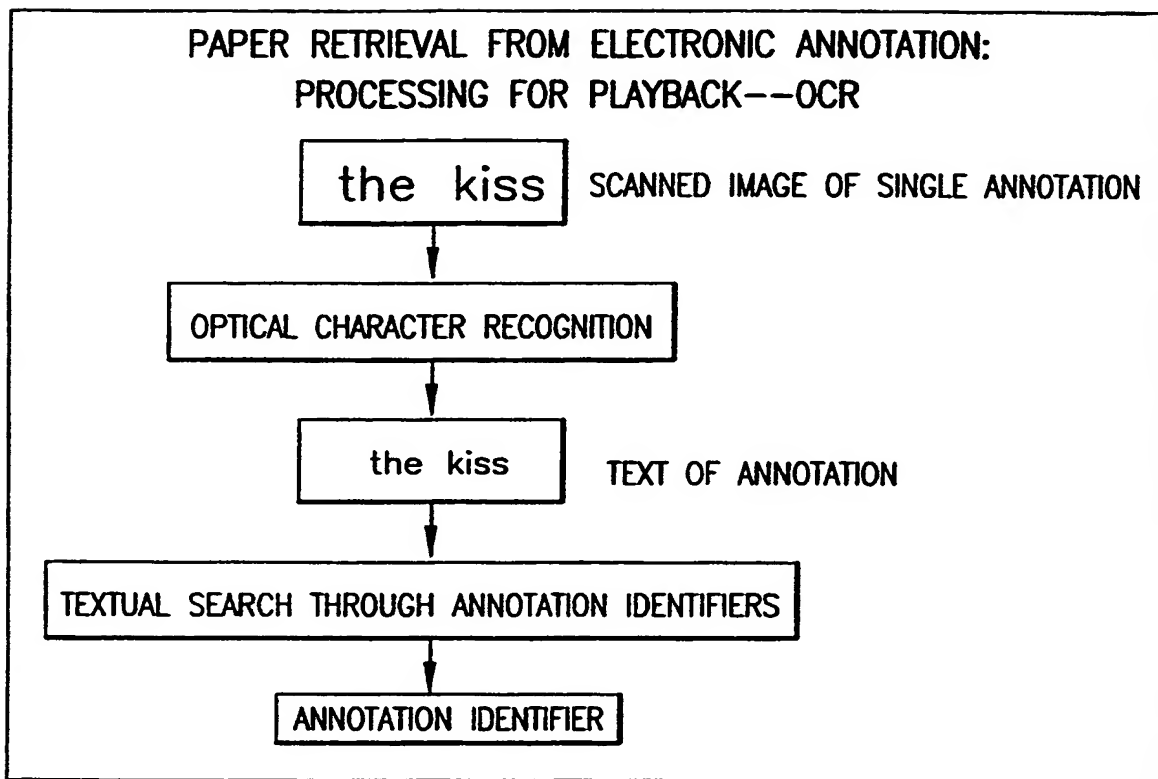 PAPER RETRIEVAL FROM ELECTRONIC ANNOTATION:
PROCESSING FOR PLAYBACK--OCR
the kiss
SCANNED IMAGE OF SINGLE ANNOTATION
OPTICAL CHARACTER RECOGNITION
the kiss
TEXT OF ANNOTATION
TEXTUAL SEARCH THROUGH ANNOTATION IDENTIFIERS
ANNOTATION IDENTIFIER